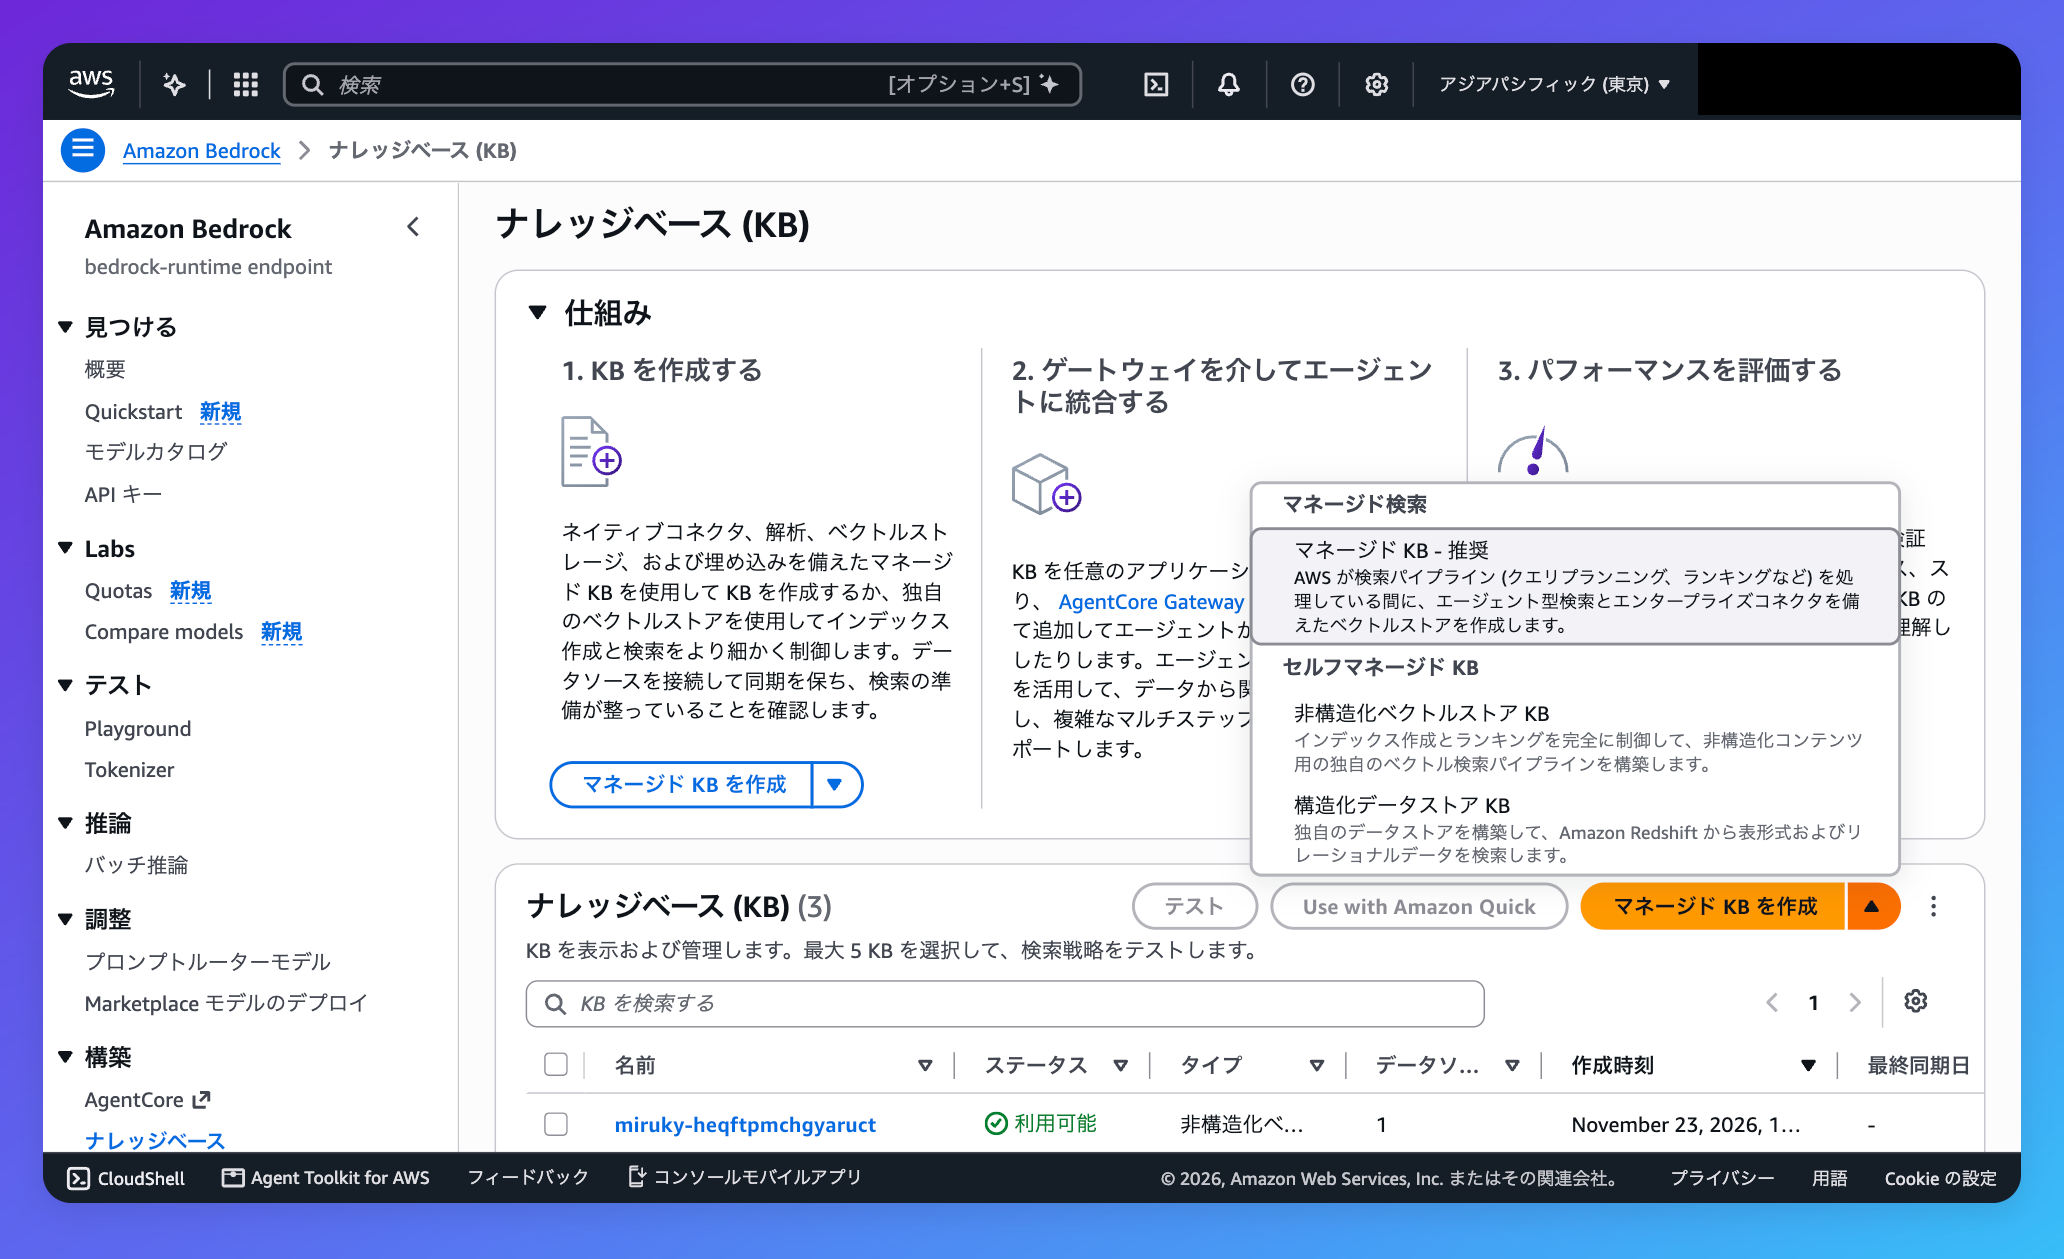 aws
検索
[オプション+S]
アジアパシフィック (東京)
Amazon Bedrock
ナレッジベース (KB)
Amazon Bedrock
bedrock-runtime endpoint
見つける
概要
Quickstart 新規
モデルカタログ
API キー
Labs
Quotas 新規
Compare models 新規
テスト
Playground
Tokenizer
推論
バッチ推論
調整
プロンプトルーターモデル
Marketplace モデルのデプロイ
構築
AgentCore
ナレッジベース
ナレッジベース (KB)
仕組み
1. KB を作成する
ネイティブコネクタ、解析、ベクトルスト
レージ、および埋め込みを備えたマネージ
ド KB を使用して KB を作成するか、独自
のベクトルストアを使用してインデックス
作成と検索をより細かく制御します。デー
タソースを接続して同期を保ち、検索の準
備が整っていることを確認します。
マネージド KB を作成
2. ゲートウェイを介してエージェン
トに統合する
KB を任意のアプリケーシ
り、 AgentCore Gateway
て追加してエージェントか
したりします。エージェン
を活用して、データから関
し、複雑なマルチステップ
ポートします。
3. パフォーマンスを評価する
証
、ス
KB の
理解し
マネージド検索
マネージド KB - 推奨
AWS が検索パイプライン (クエリプランニング、ランキングなど) を処
理している間に、エージェント型検索とエンタープライズコネクタを備
えたベクトルストアを作成します。
セルフマネージド KB
非構造化ベクトルストア KB
インデックス作成とランキングを完全に制御して、非構造化コンテンツ
用の独自のベクトル検索パイプラインを構築します。
構造化データストア KB
独自のデータストアを構築して、Amazon Redshift から表形式およびリ
レーショナルデータを検索します。
ナレッジベース (KB) (3)
テスト
Use with Amazon Quick
マネージド KB を作成
KB を表示および管理します。最大 5 KB を選択して、検索戦略をテストします。
KB を検索する
1
名前 ステータス タイプ データソ... 作成時刻 最終同期日
miruky-heqftpmchgyaruct 利用可能 非構造化ベ... 1 November 23, 2026, 1... -
CloudShell Agent Toolkit for AWS フィードバック コンソールモバイルアプリ © 2026, Amazon Web Services, Inc. またはその関連会社。 プライバシー 用語 Cookie の設定